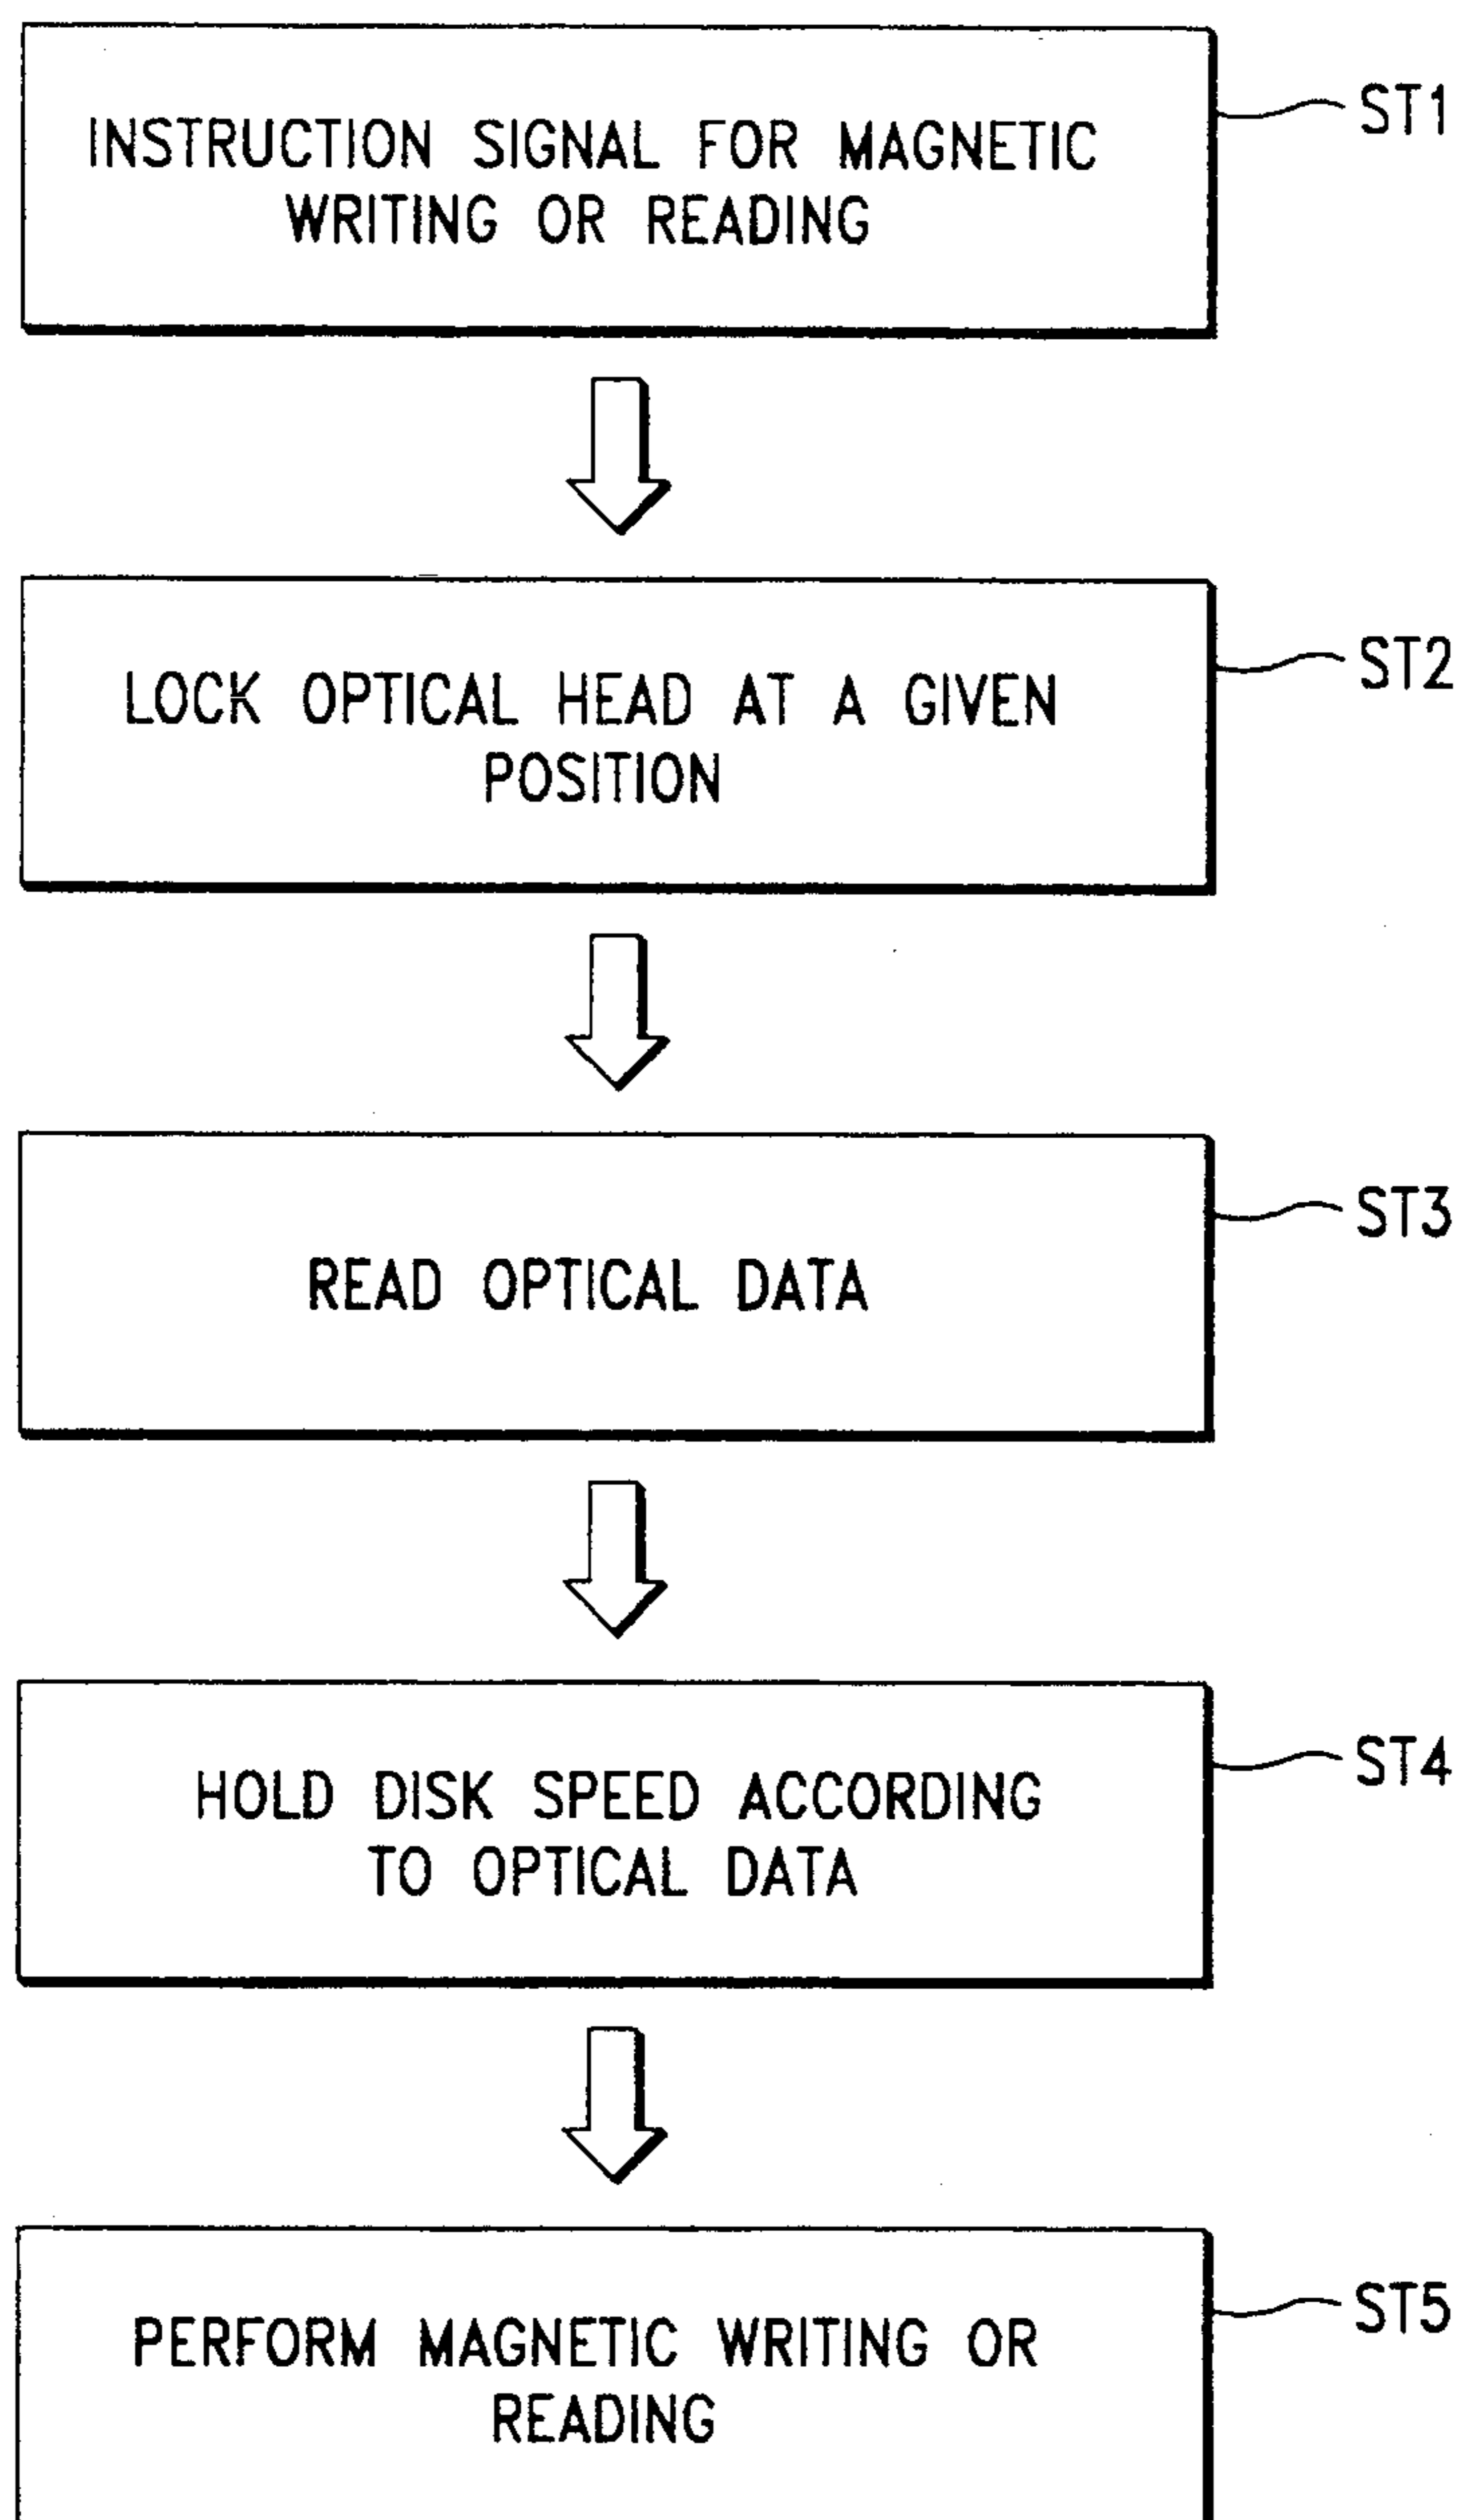 INSTRUCTION SIGNAL FOR MAGNETIC
WRITING OR READING
ST1
LOCK OPTICAL HEAD AT A GIVEN
POSITION
ST2
READ OPTICAL DATA
ST3
HOLD DISK SPEED ACCORDING
TO OPTICAL DATA
ST4
PERFORM MAGNETIC WRITING OR
READING
ST5